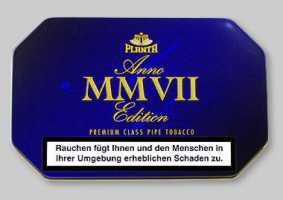 PLANTA
Anno
MMVII
Edition
PREMIUM CLASS PIPE TOBACCO
Rauchen fügt Ihnen und den Menschen in
Ihrer Umgebung erheblichen Schaden zu.